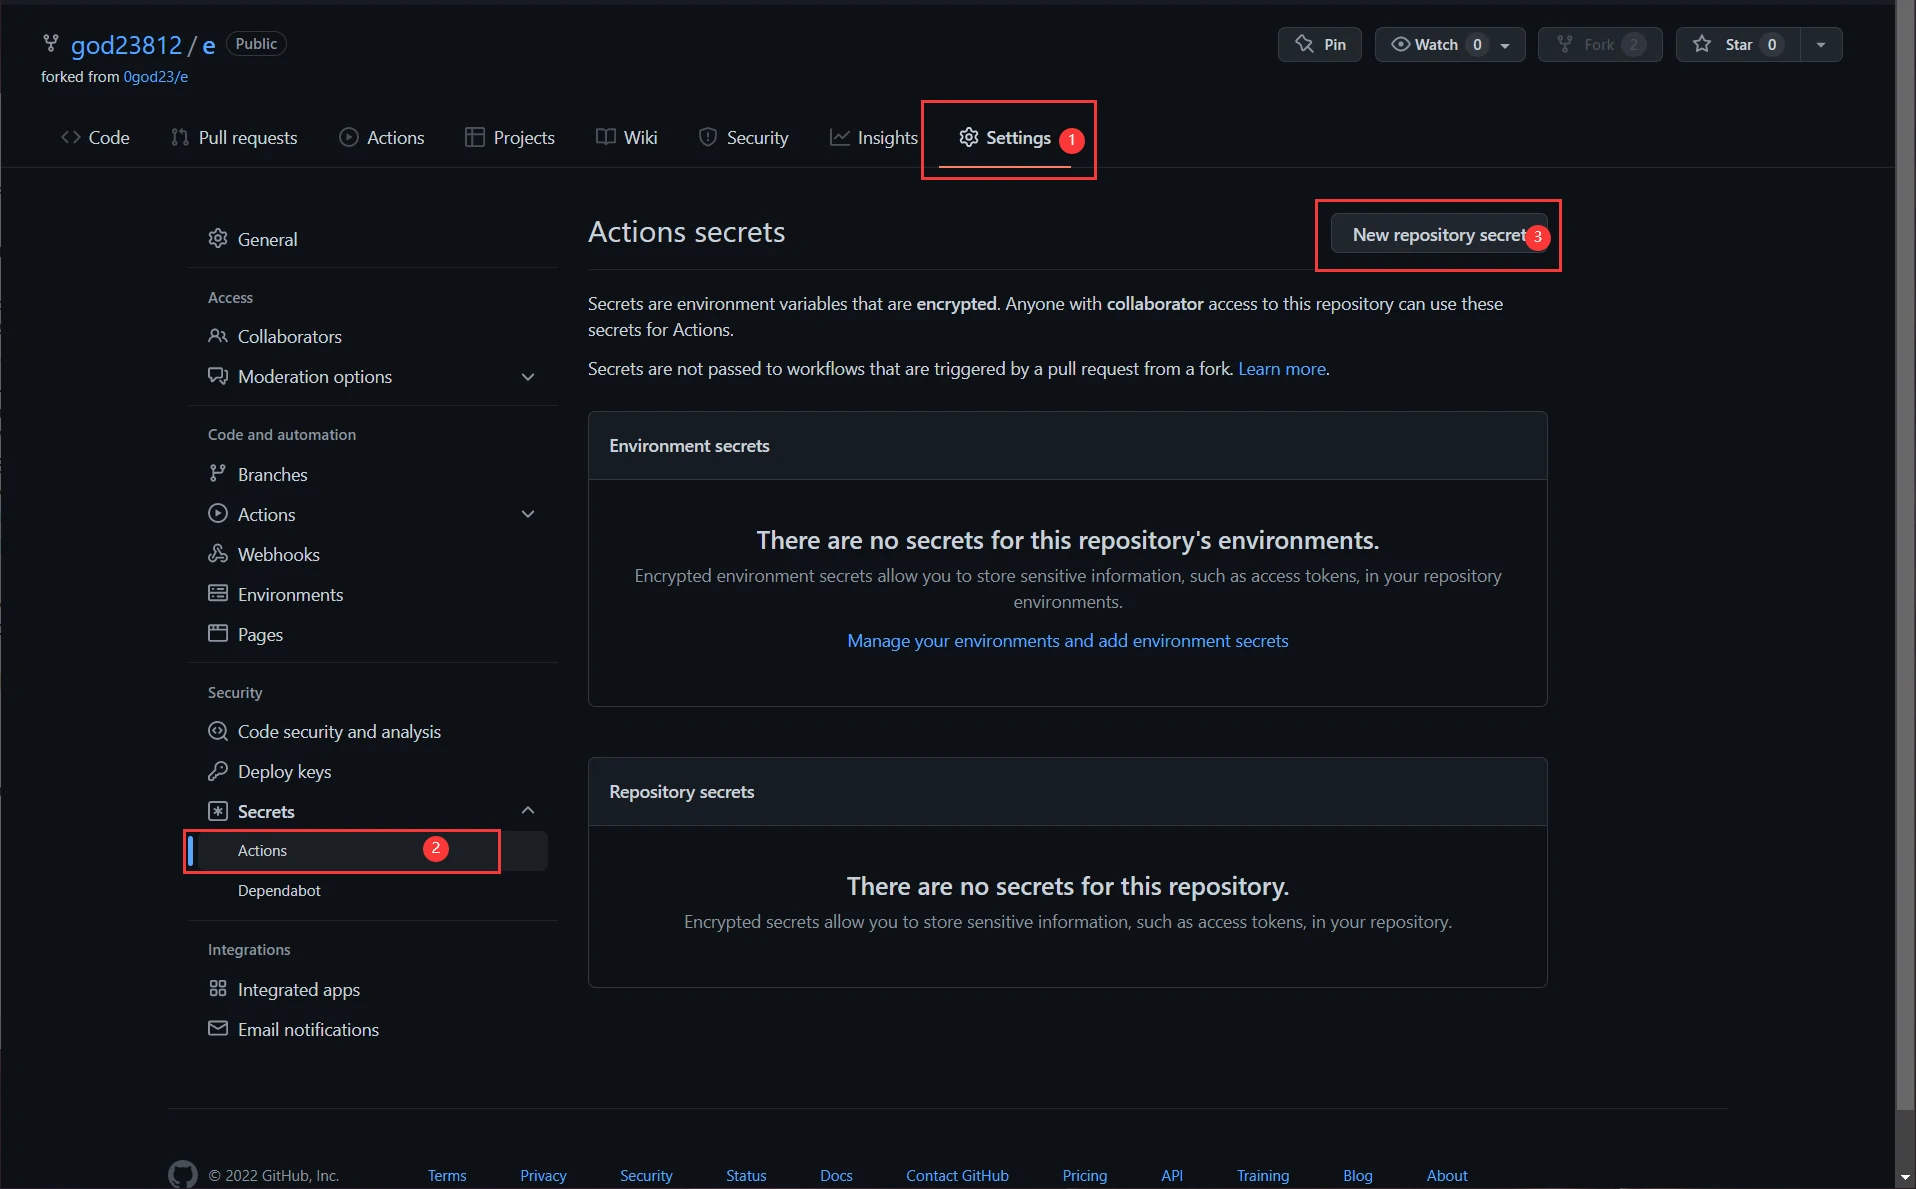 god23812 / e Public
Pin
Watch 0
Fork 2
Star 0
forked from 0god23/e
Code
Pull requests
Actions
Projects
Wiki
Security
Insights
Settings 1
Actions secrets
New repository secret 3
General
Access
Collaborators
Moderation options
Code and automation
Branches
Actions
Webhooks
Environments
Pages
Security
Code security and analysis
Deploy keys
Secrets
Actions 2
Dependabot
Integrations
Integrated apps
Email notifications
Secrets are environment variables that are encrypted. Anyone with collaborator access to this repository can use these
secrets for Actions.
Secrets are not passed to workflows that are triggered by a pull request from a fork. Learn more.
Environment secrets
There are no secrets for this repository's environments.
Encrypted environment secrets allow you to store sensitive information, such as access tokens, in your repository
environments.
Manage your environments and add environment secrets
Repository secrets
There are no secrets for this repository.
Encrypted secrets allow you to store sensitive information, such as access tokens, in your repository.
© 2022 GitHub, Inc.
Terms
Privacy
Security
Status
Docs
Contact GitHub
Pricing
API
Training
Blog
About